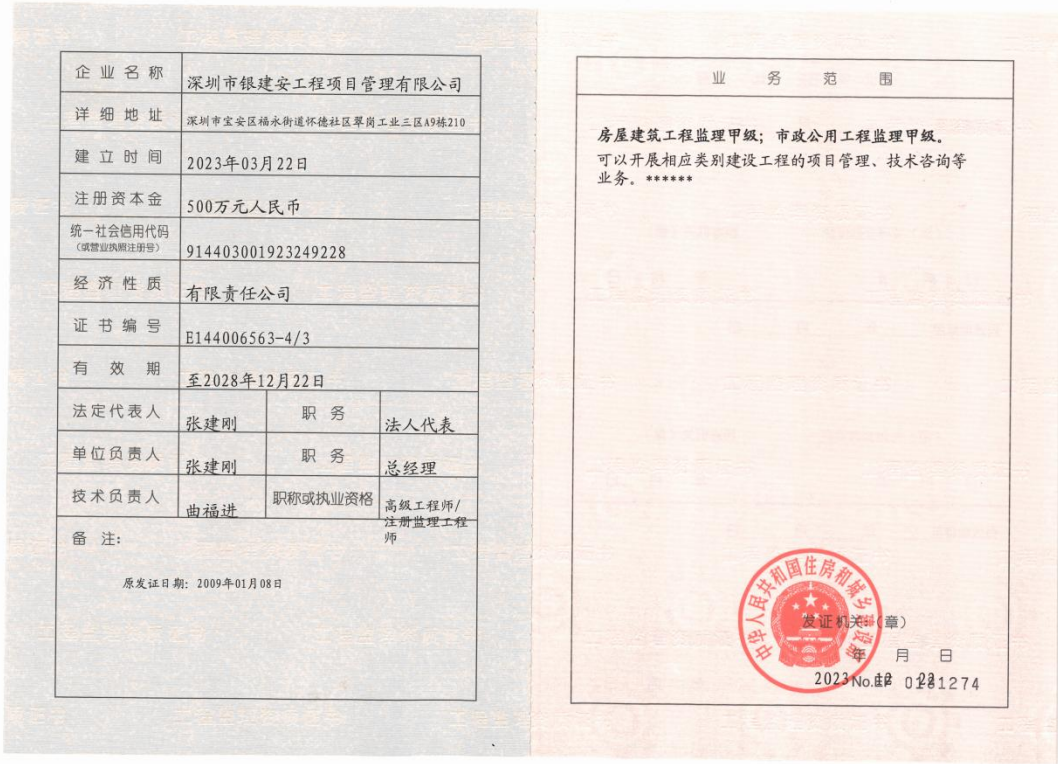 企业名称 深圳市银建安工程项目管理有限公司
详细地址 深圳市宝安区福永街道怀德社区翠岗工业三区A9栋210
建立时间 2023年03月22日
注册资本金 500万元人民币
统一社会信用代码
(或营业执照注册号) 914403001923249228
经济性质 有限责任公司
证书编号 E144006563-4/3
有效期 至2028年12月22日
法定代表人 张建刚 职务 法人代表
单位负责人 张建刚 职务 总经理
技术负责人 曲福进 职称或执业资格 高级工程师/
注册监理工程
师
备注:
原发证日期: 2009年01月08日
业务范围
房屋建筑工程监理甲级; 市政公用工程监理甲级。
可以开展相应类别建设工程的项目管理、技术咨询等
业务。******
中华人民共和国住房和城乡建设部
发证机关:(章)
年 月 日
2023 12 22
No.EF